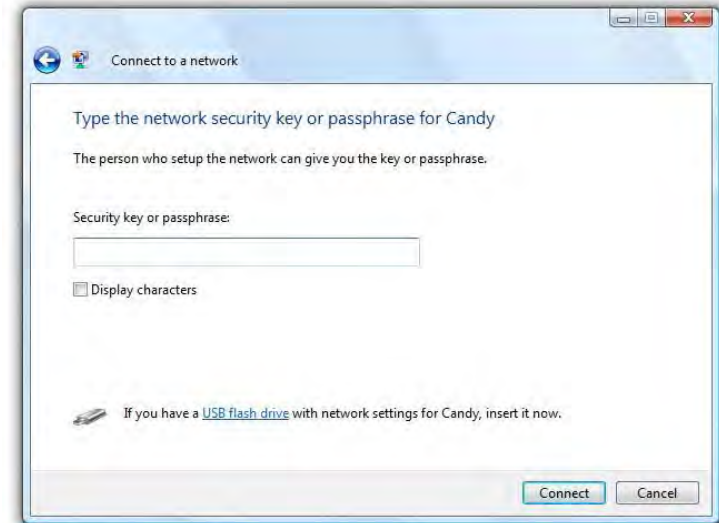 Connect to a network
Type the network security key or passphrase for Candy
The person who setup the network can give you the key or passphrase.
Security key or passphrase:
Display characters
If you have a USB flash drive with network settings for Candy, insert it now.
Connect
Cancel